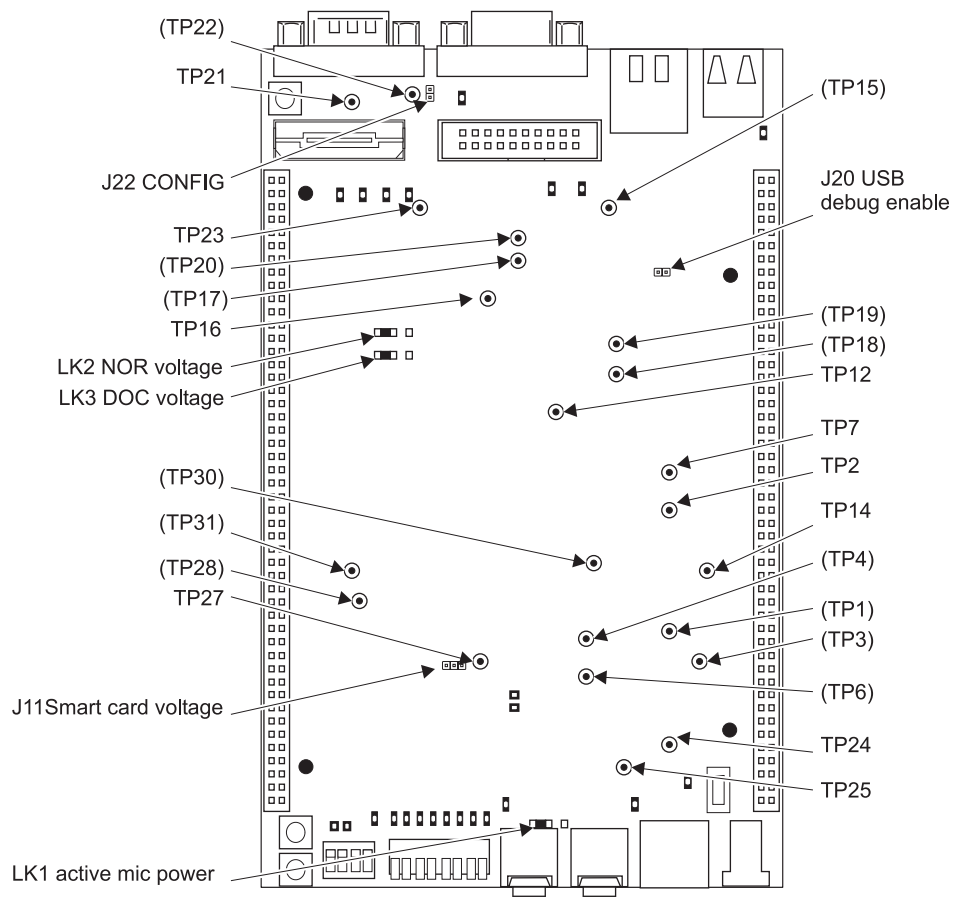 (TP22)
TP21
J22 CONFIG
TP23
(TP20)
(TP17)
TP16
LK2 NOR voltage
LK3 DOC voltage
(TP30)
(TP31)
(TP28)
TP27
J11Smart card voltage
LK1 active mic power
(TP15)
J20 USB
debug enable
(TP19)
(TP18)
TP12
TP7
TP2
TP14
(TP4)
(TP1)
(TP3)
(TP6)
TP24
TP25